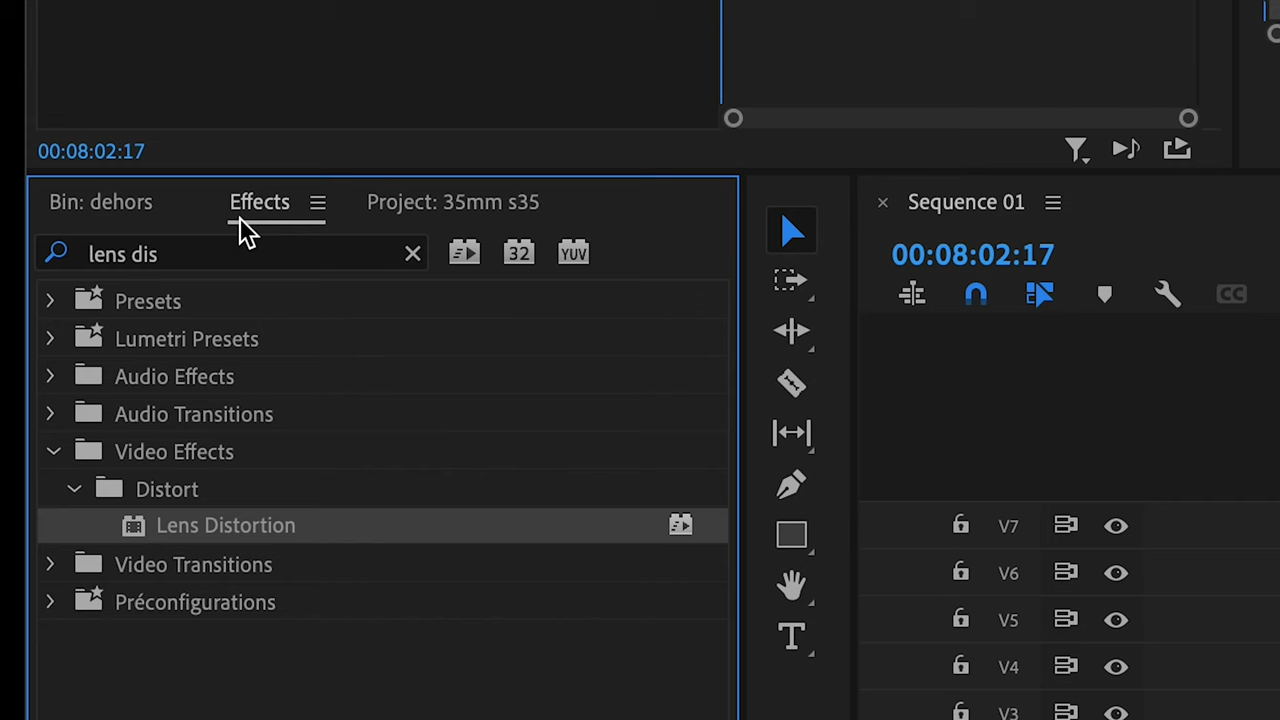 00:08:02:17
Bin: dehors
Effects
Project: 35mm s35
lens dis
32
YUV
Presets
Lumetri Presets
Audio Effects
Audio Transitions
Video Effects
Distort
Lens Distortion
Video Transitions
Préconfigurations
T
× Sequence 01
00:08:02:17
CC
V7
V6
V5
V4
V3